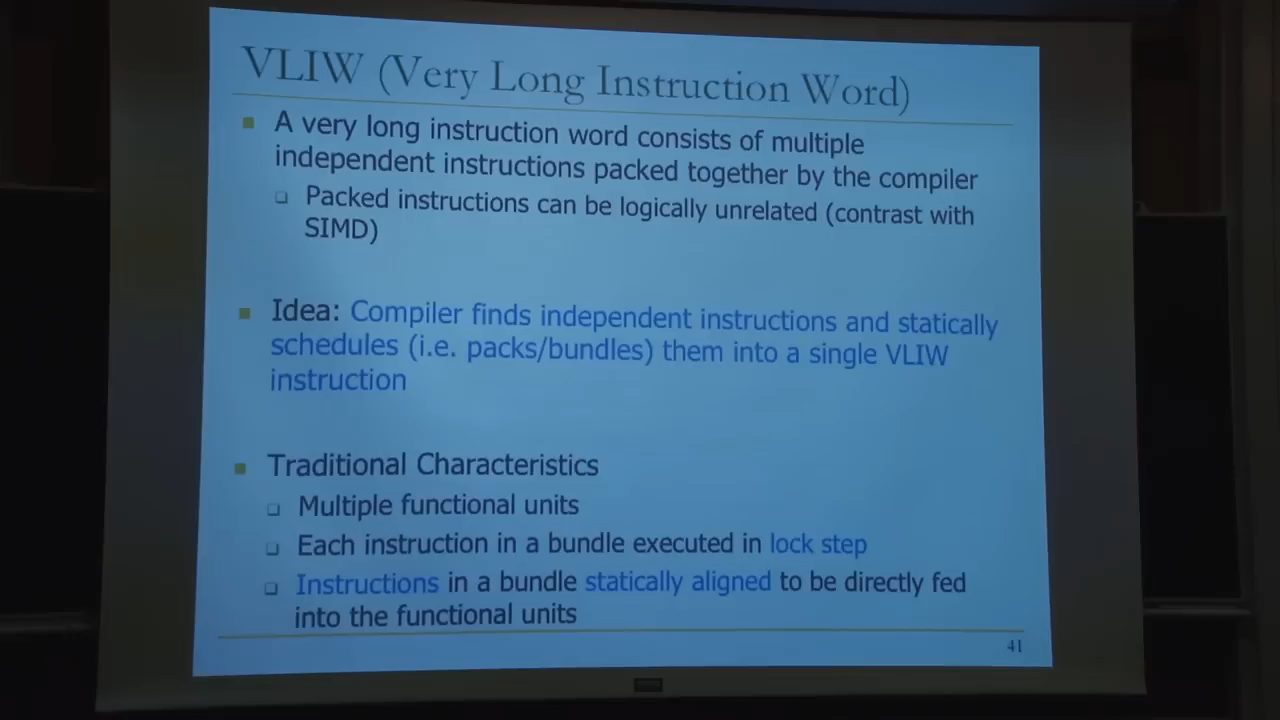 VLIW (Very Long Instruction Word)
A very long instruction word consists of multiple
independent instructions packed together by the compiler
Packed instructions can be logically unrelated (contrast with
SIMD)
Idea: Compiler finds independent instructions and statically
schedules (i.e. packs/bundles) them into a single VLIW
instruction
Traditional Characteristics
Multiple functional units
Each instruction in a bundle executed in lock step
Instructions in a bundle statically aligned to be directly fed
into the functional units
41